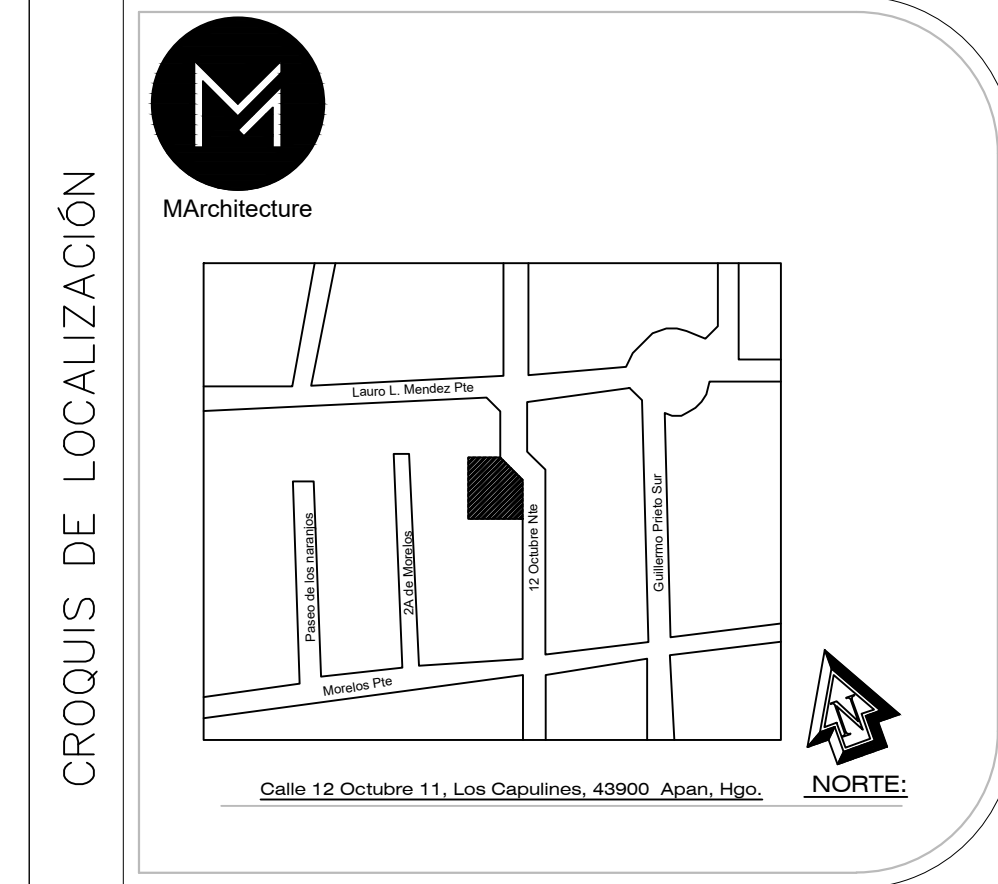 CROQUIS DE LOCALIZACIÓN
M
MArchitecture
Lauro L. Mendez Pte
Paseo de los naranjos
2A de Morelos
12 Octubre Nte
Guillermo Prieto Sur
Morelos Pte
N
NORTE:
Calle 12 Octubre 11, Los Capulines, 43900 Apan, Hgo.